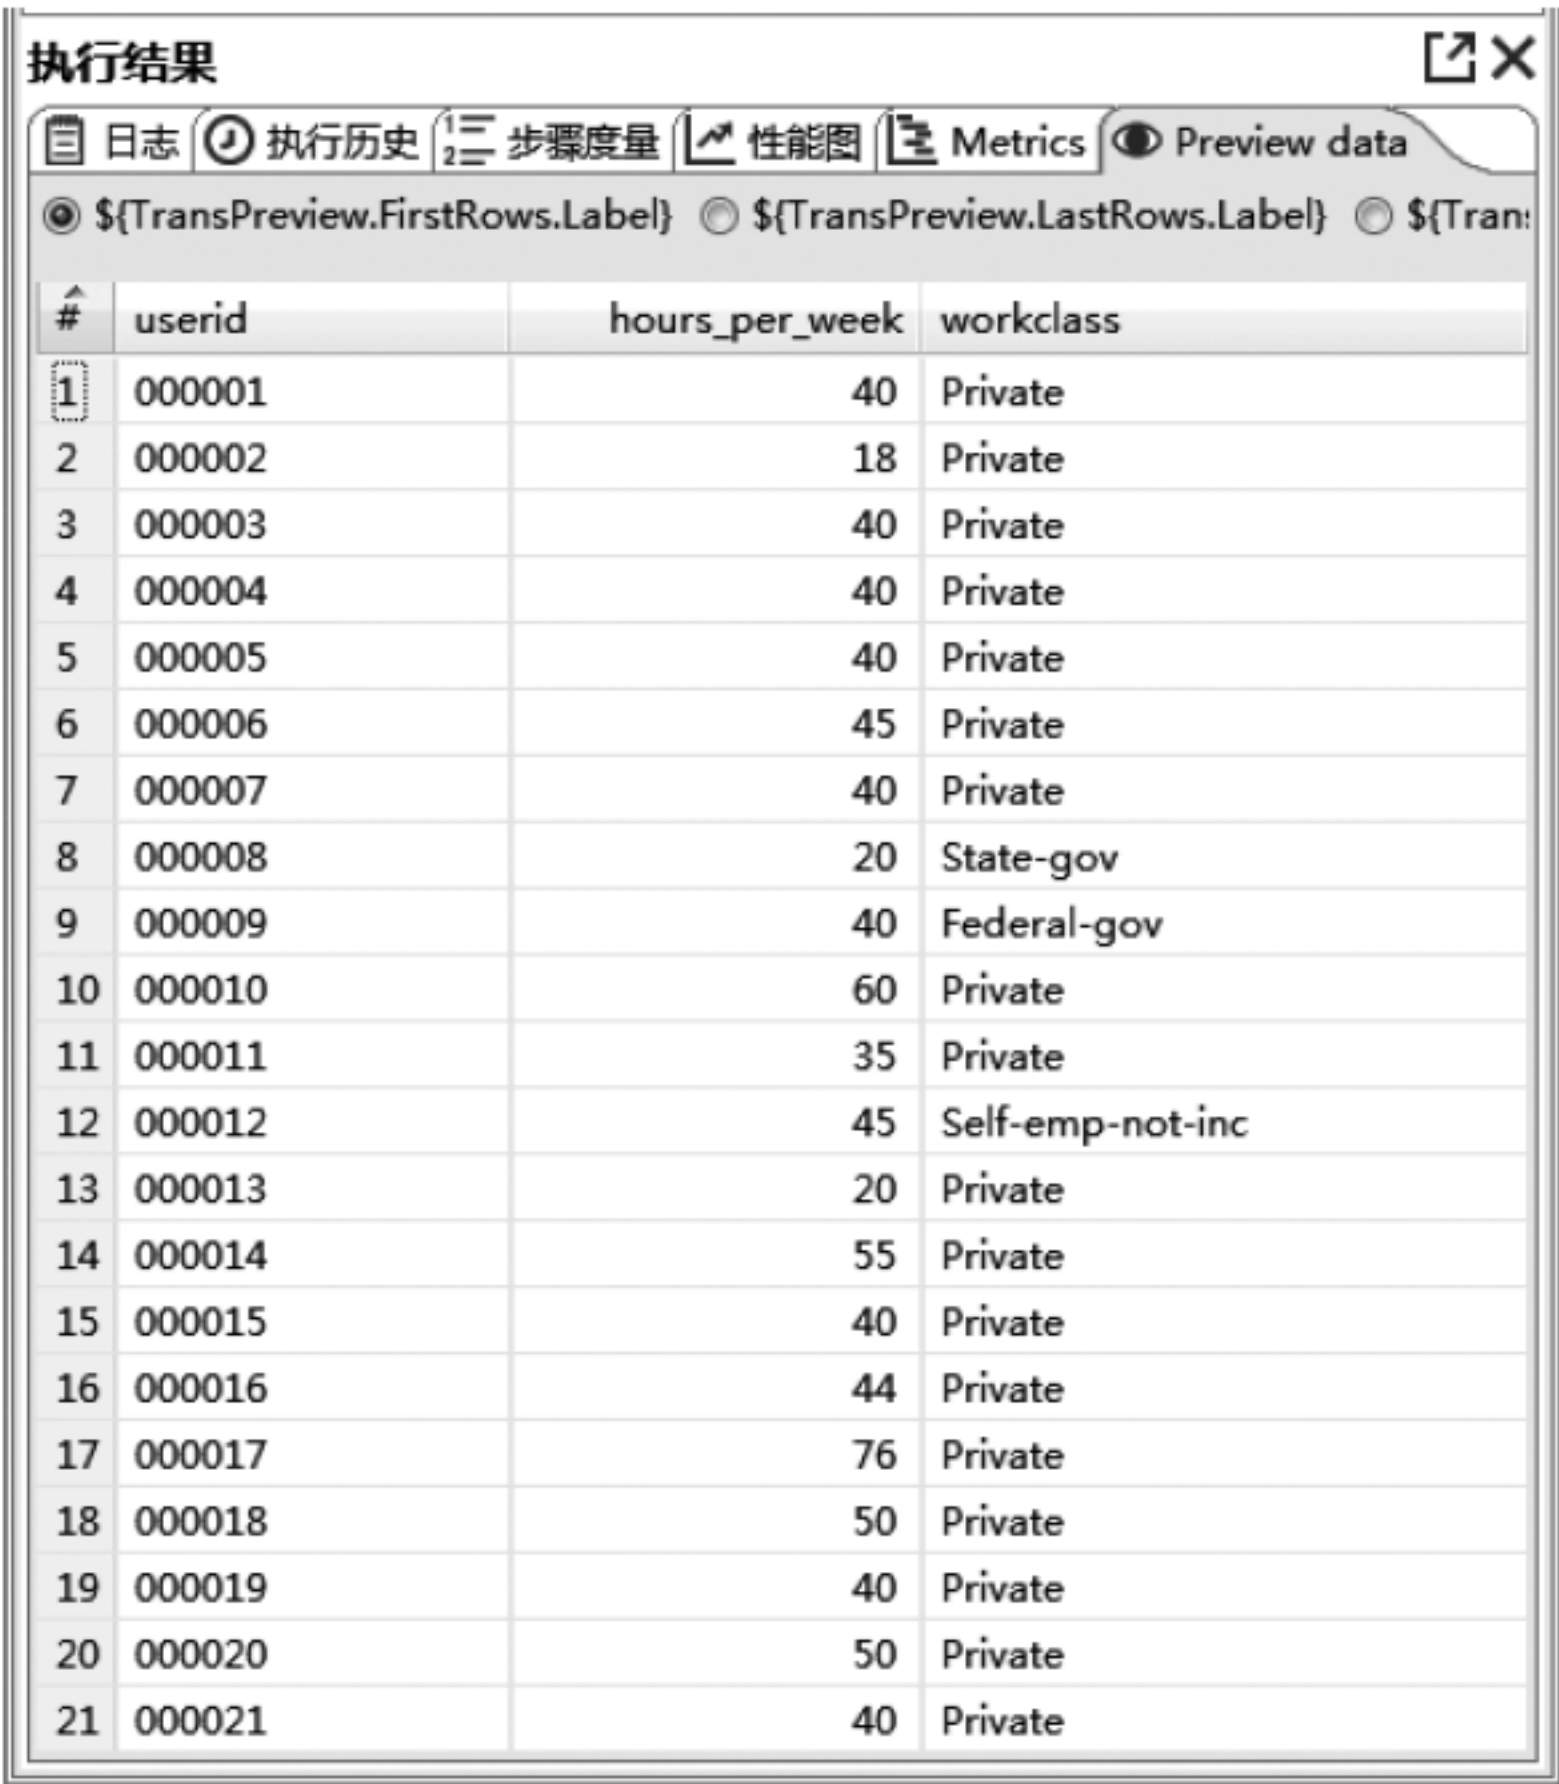 执行结果
日志 执行历史 步骤度量 性能图 Metrics Preview data
${TransPreview.FirstRows.Label} ${TransPreview.LastRows.Label} ${Trans
# userid hours_per_week workclass
1 000001 40 Private
2 000002 18 Private
3 000003 40 Private
4 000004 40 Private
5 000005 40 Private
6 000006 45 Private
7 000007 40 Private
8 000008 20 State-gov
9 000009 40 Federal-gov
10 000010 60 Private
11 000011 35 Private
12 000012 45 Self-emp-not-inc
13 000013 20 Private
14 000014 55 Private
15 000015 40 Private
16 000016 44 Private
17 000017 76 Private
18 000018 50 Private
19 000019 40 Private
20 000020 50 Private
21 000021 40 Private